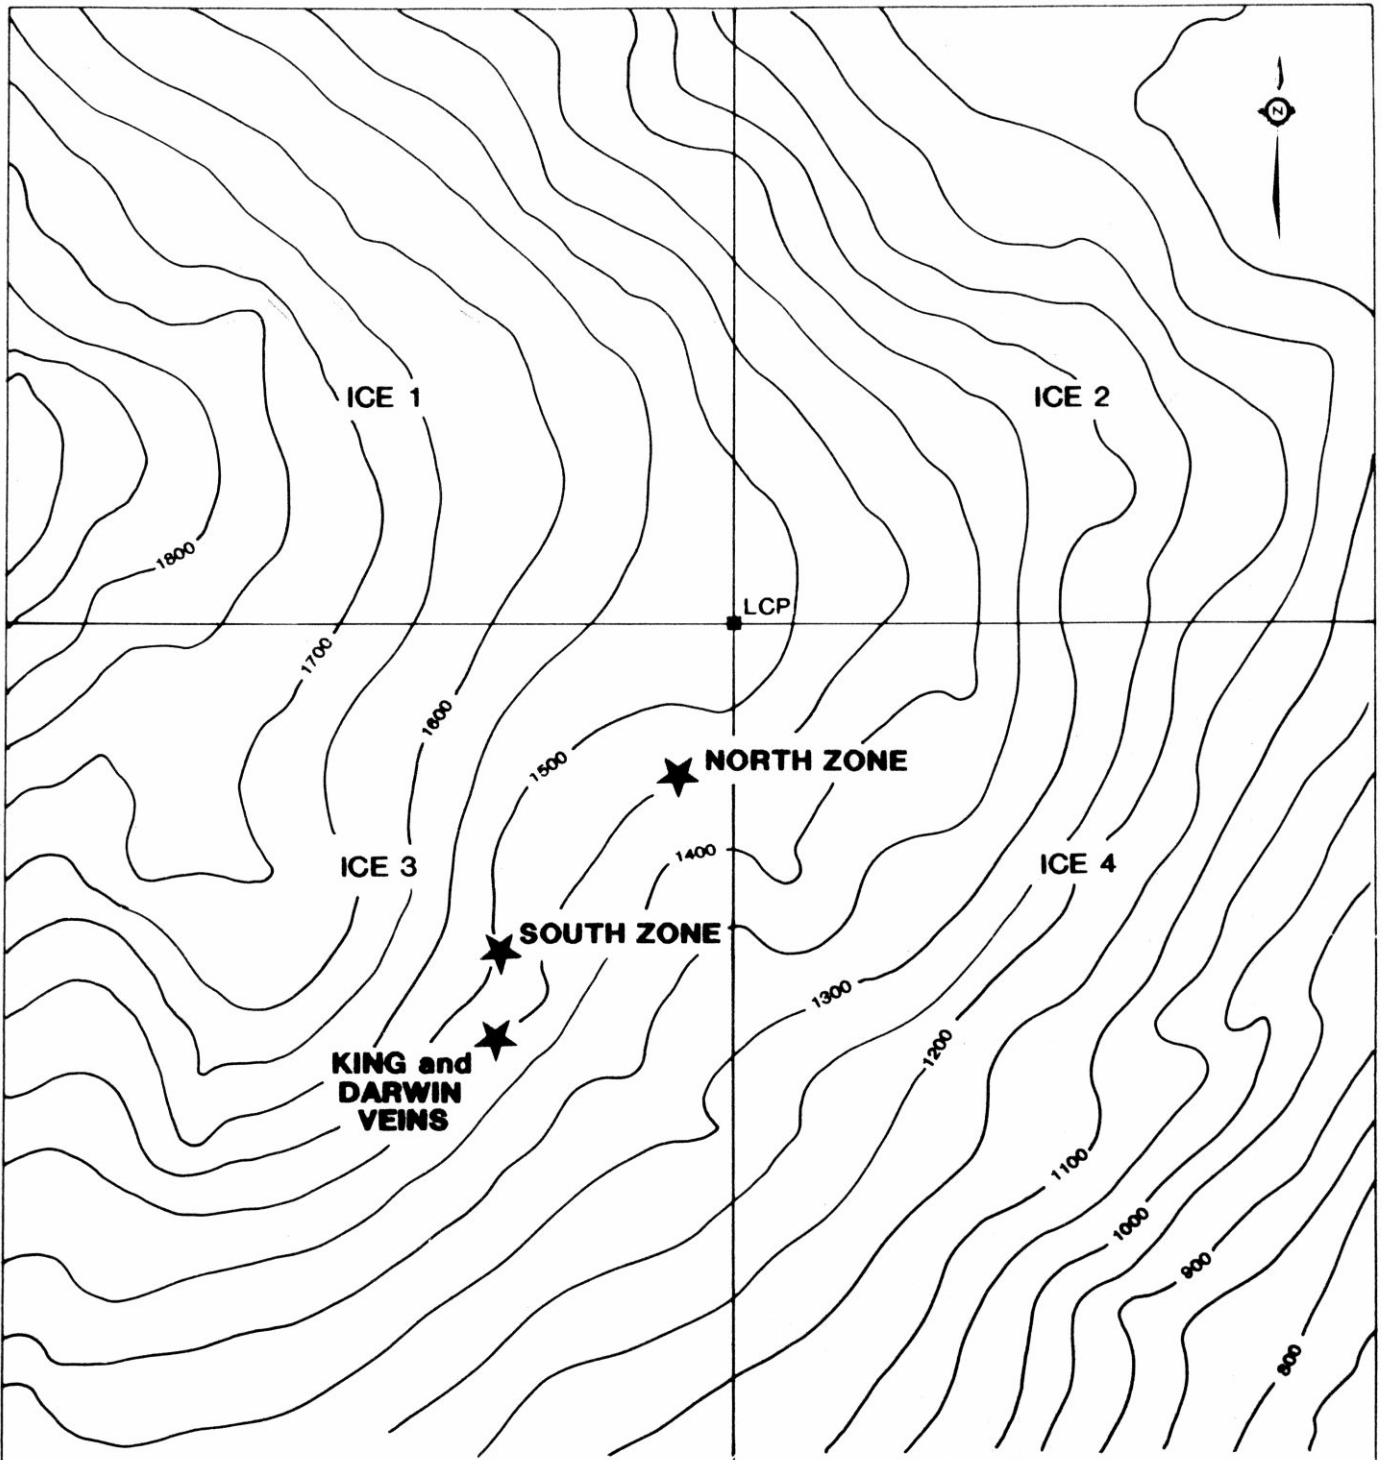 N
ICE 1
ICE 2
1800
LCP
1700
1600
1500
NORTH ZONE
1400
ICE 3
ICE 4
SOUTH ZONE
1300
1200
KING and
DARWIN
VEINS
1100
1000
900
800